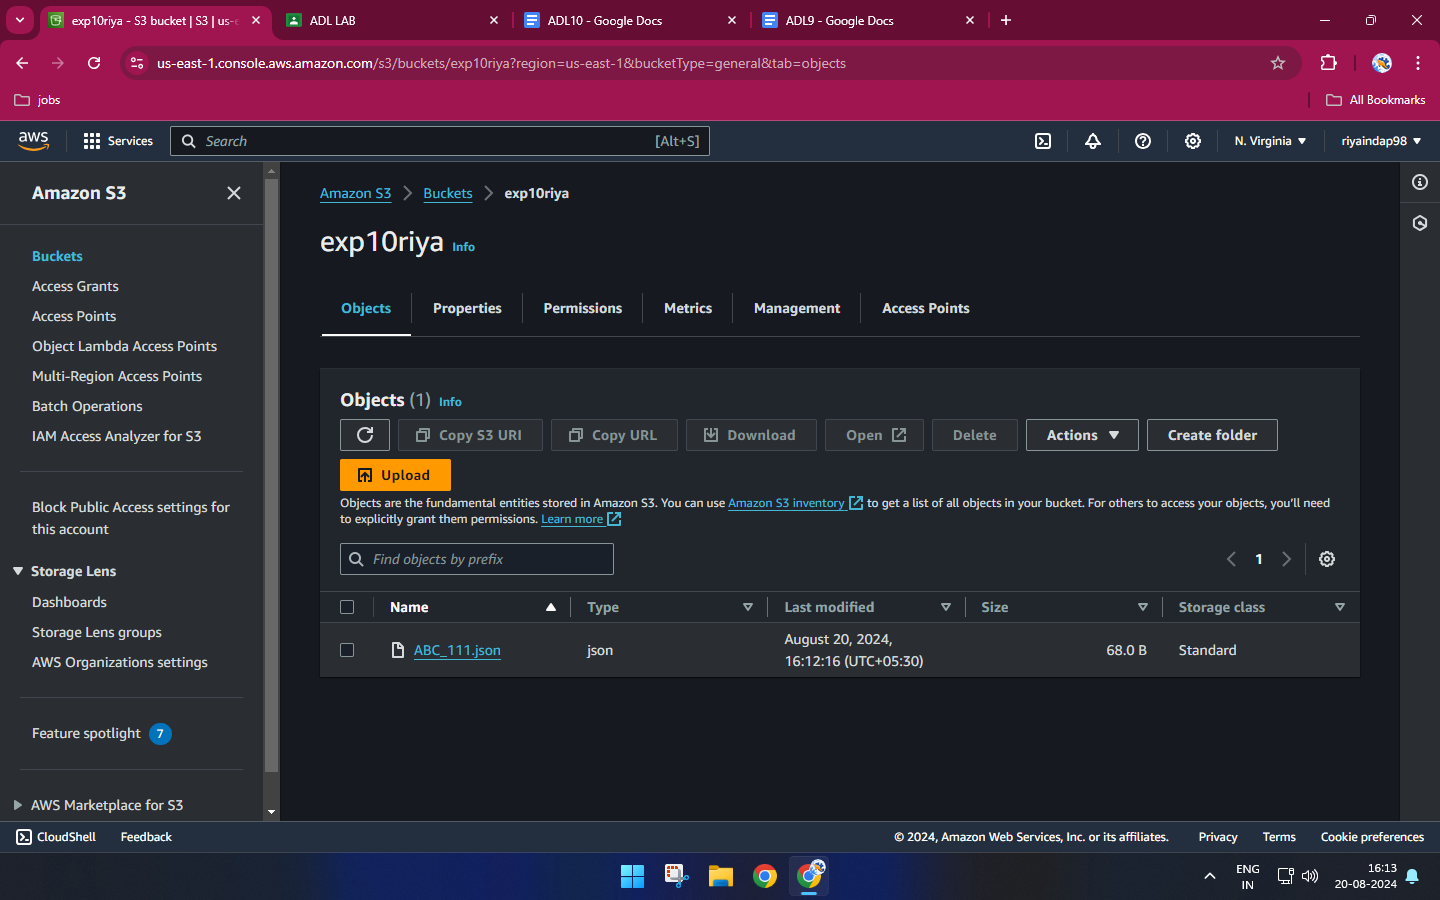 exp10riya - S3 bucket | S3 | us-e
ADL LAB
ADL10 - Google Docs
ADL9 - Google Docs
us-east-1.console.aws.amazon.com/s3/buckets/exp10riya?region=us-east-1&bucketType=general&tab=objects
jobs
All Bookmarks
aws
Services
Search
[Alt+S]
N. Virginia
riyaindap98
Amazon S3
Buckets
Access Grants
Access Points
Object Lambda Access Points
Multi-Region Access Points
Batch Operations
IAM Access Analyzer for S3
Block Public Access settings for
this account
Storage Lens
Dashboards
Storage Lens groups
AWS Organizations settings
Feature spotlight 7
AWS Marketplace for S3
Amazon S3 > Buckets > exp10riya
exp10riya Info
Objects
Properties
Permissions
Metrics
Management
Access Points
Objects (1) Info
Copy S3 URI
Copy URL
Download
Open
Delete
Actions
Create folder
Upload
Objects are the fundamental entities stored in Amazon S3. You can use Amazon S3 inventory to get a list of all objects in your bucket. For others to access your objects, you'll need
to explicitly grant them permissions. Learn more
Find objects by prefix
1
Name
Type
Last modified
Size
Storage class
ABC_111.json
json
August 20, 2024,
16:12:16 (UTC+05:30)
68.0 B
Standard
CloudShell
Feedback
© 2024, Amazon Web Services, Inc. or its affiliates.
Privacy
Terms
Cookie preferences
ENG
IN
16:13
20-08-2024